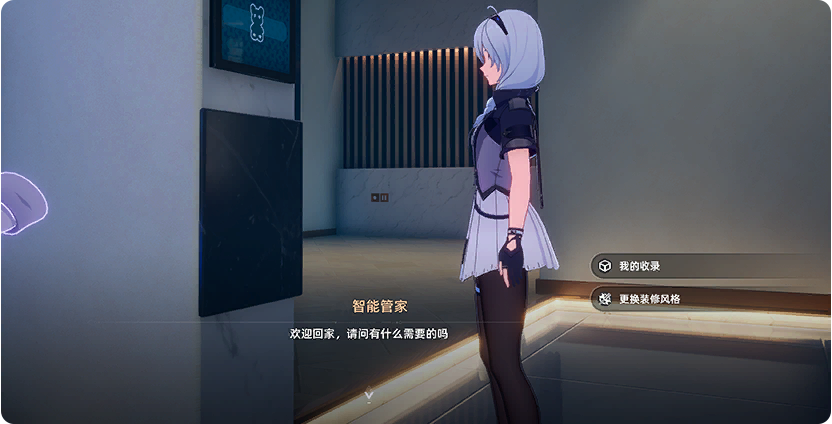 我的收录
更换装修风格
智能管家
欢迎回家，请问有什么需要的吗